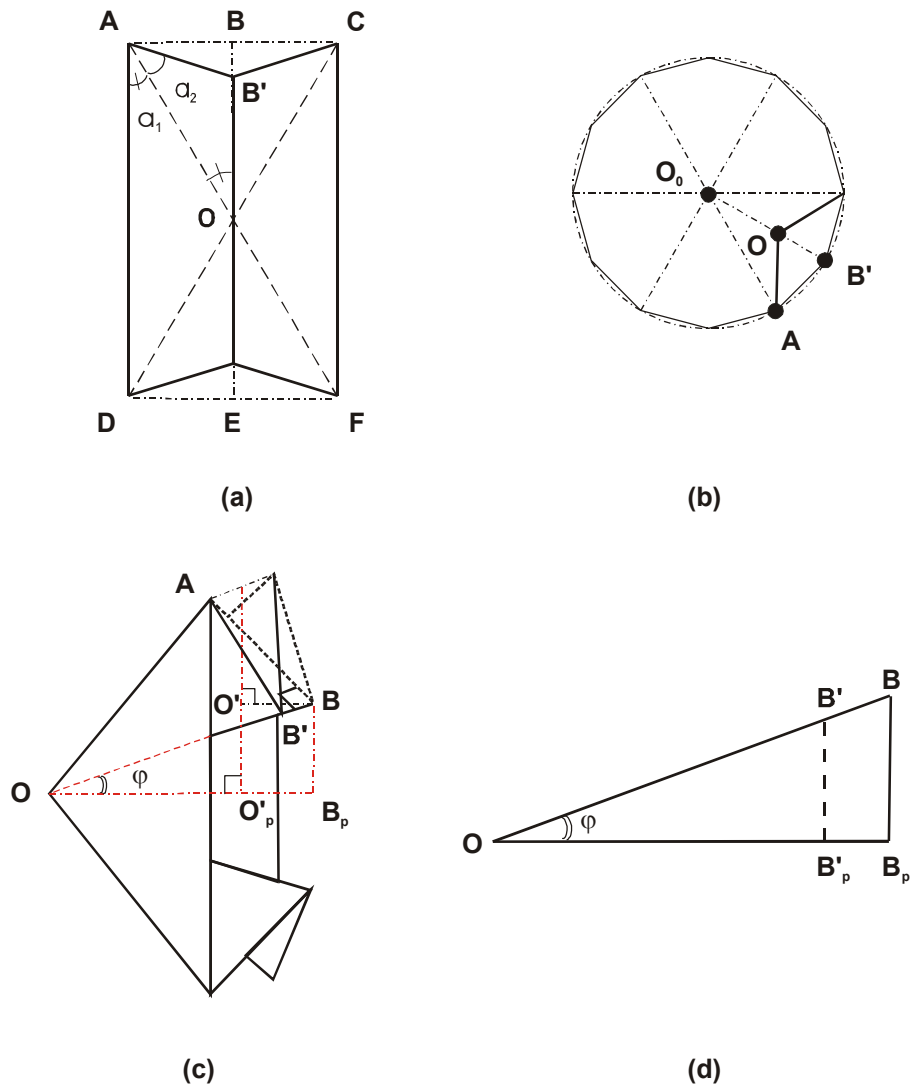 A B C
B'
α₂
α₁
O
D E F
(a)
O₀
O
B'
A
(b)
A
O' B
B'
O φ
O'ₚ Bₚ
(c)
B' B
φ
O
B'ₚ Bₚ
(d)